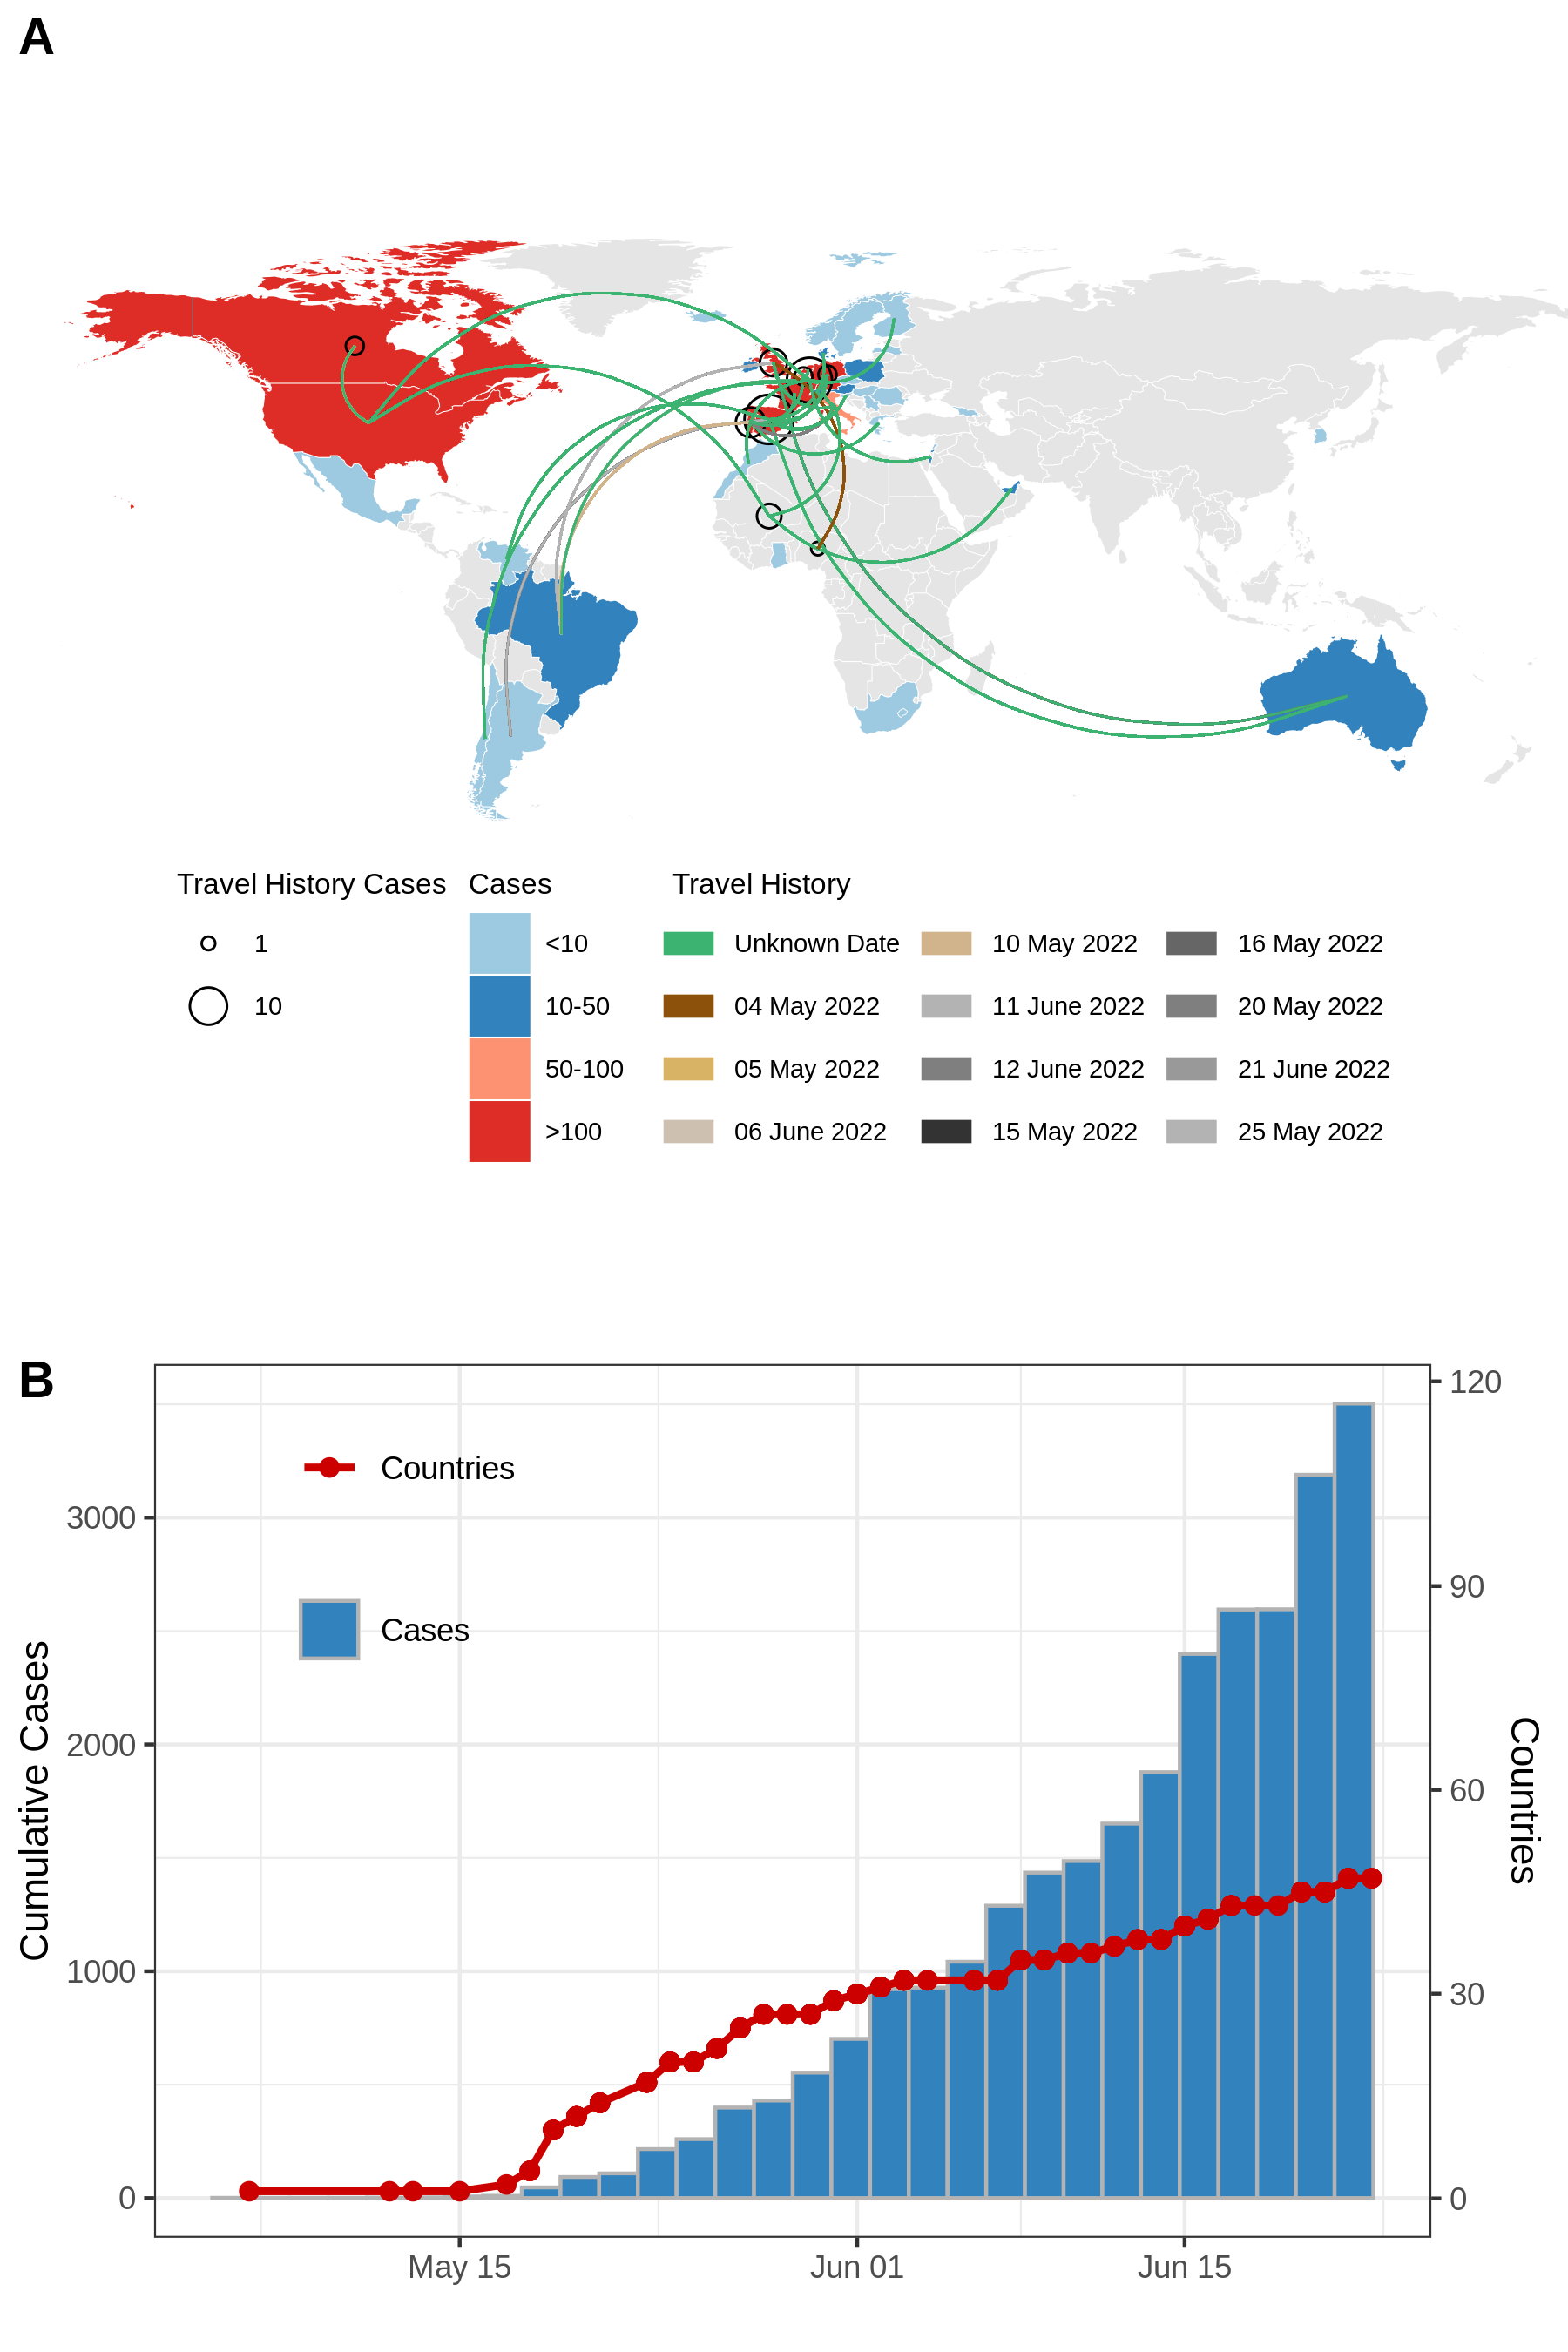 A
Travel History Cases
1
10
Cases
<10
10-50
50-100
>100
Travel History
Unknown Date
04 May 2022
05 May 2022
06 June 2022
10 May 2022
11 June 2022
12 June 2022
15 May 2022
16 May 2022
20 May 2022
21 June 2022
25 May 2022
B
Countries
Cases
Cumulative Cases
3000
2000
1000
0
120
90
60
30
0
Countries
May 15
Jun 01
Jun 15